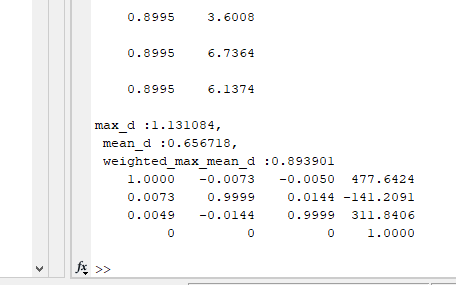 0.8995 3.6008
0.8995 6.7364
0.8995 6.1374
max_d :1.131084,
mean_d :0.656718,
weighted_max_mean_d :0.893901
1.0000 -0.0073 -0.0050 477.6424
0.0073 0.9999 0.0144 -141.2091
0.0049 -0.0144 0.9999 311.8406
0 0 0 1.0000
fx >>